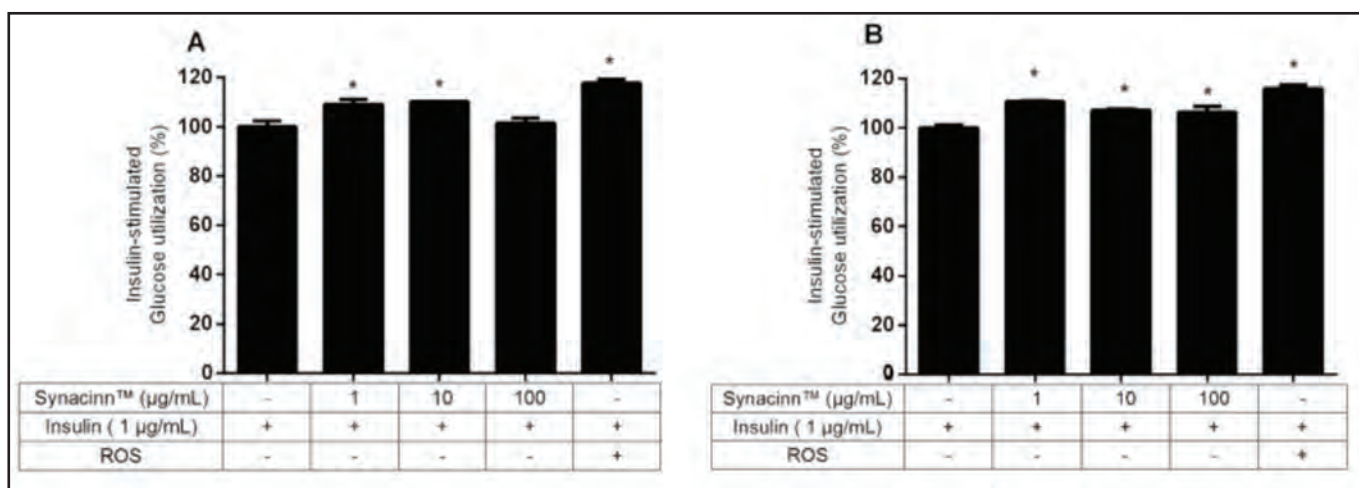 A
Insulin-stimulated
Glucose utilization (%)
120
*
*
*
100
80
60
40
20
0
Synacinn™ (µg/mL) - 1 10 100 -
Insulin ( 1 µg/mL) + + + + +
ROS - - - - +
B
Insulin-stimulated
Glucose utilization (%)
120
*
*
*
*
100
80
60
40
20
0
Synacinn™ (µg/mL) - 1 10 100 -
Insulin ( 1 µg/mL) + + + + +
ROS - - - - +